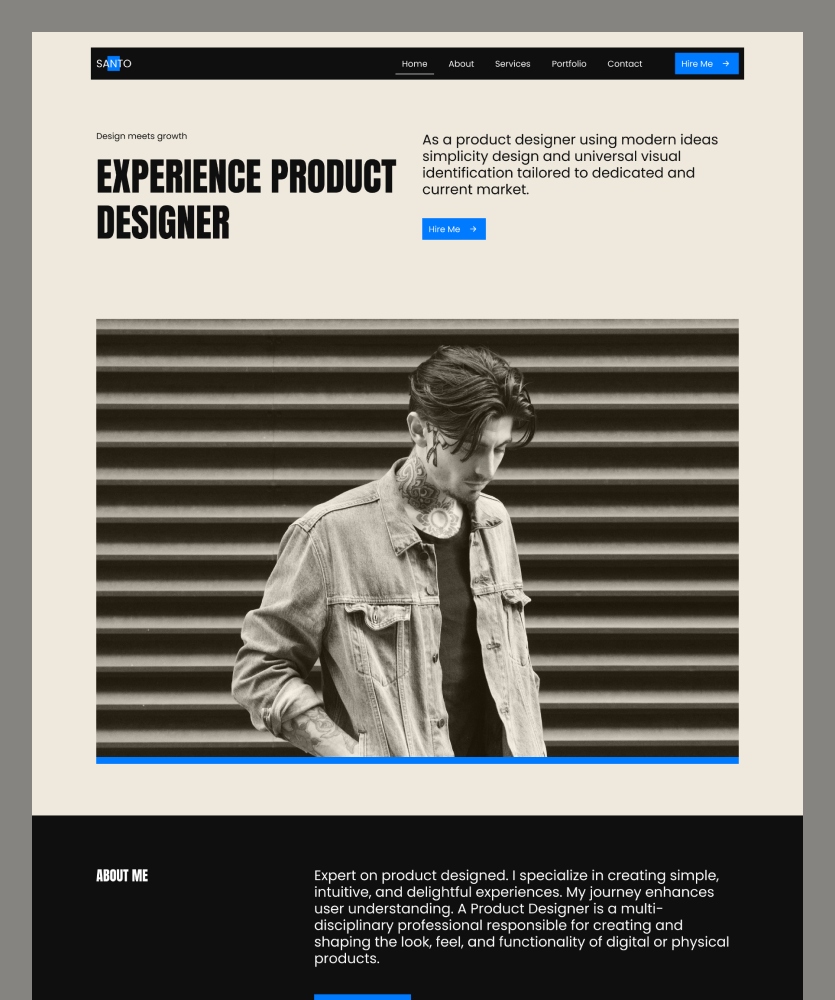 SANTO
Home
About
Services
Portfolio
Contact
Hire Me
Design meets growth
EXPERIENCE PRODUCT
DESIGNER
As a product designer using modern ideas
simplicity design and universal visual
identification tailored to dedicated and
current market.
Hire Me
ABOUT ME
Expert on product designed. I specialize in creating simple,
intuitive, and delightful experiences. My journey enhances
user understanding. A Product Designer is a multi-
disciplinary professional responsible for creating and
shaping the look, feel, and functionality of digital or physical
products.